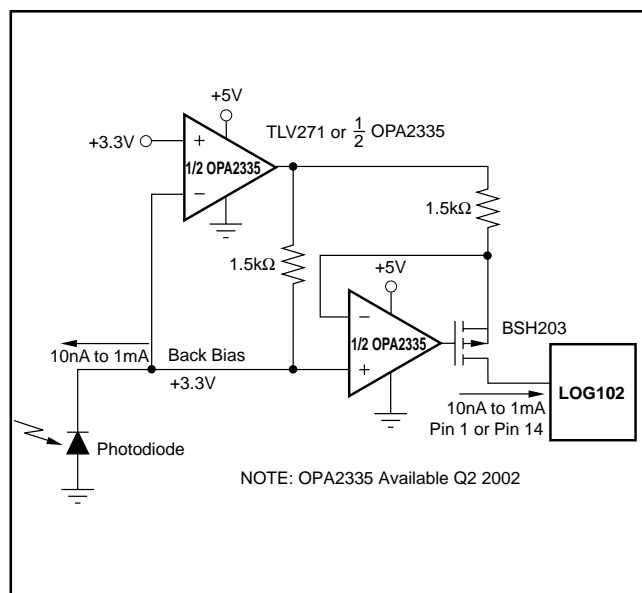 +5V
TLV271 or 1/2 OPA2335
+3.3V
+
1/2 OPA2335
–
1.5kΩ
1.5kΩ
+5V
–
BSH203
1/2 OPA2335
10nA to 1mA
Back Bias
+
+3.3V
LOG102
10nA to 1mA
Pin 1 or Pin 14
Photodiode
NOTE: OPA2335 Available Q2 2002